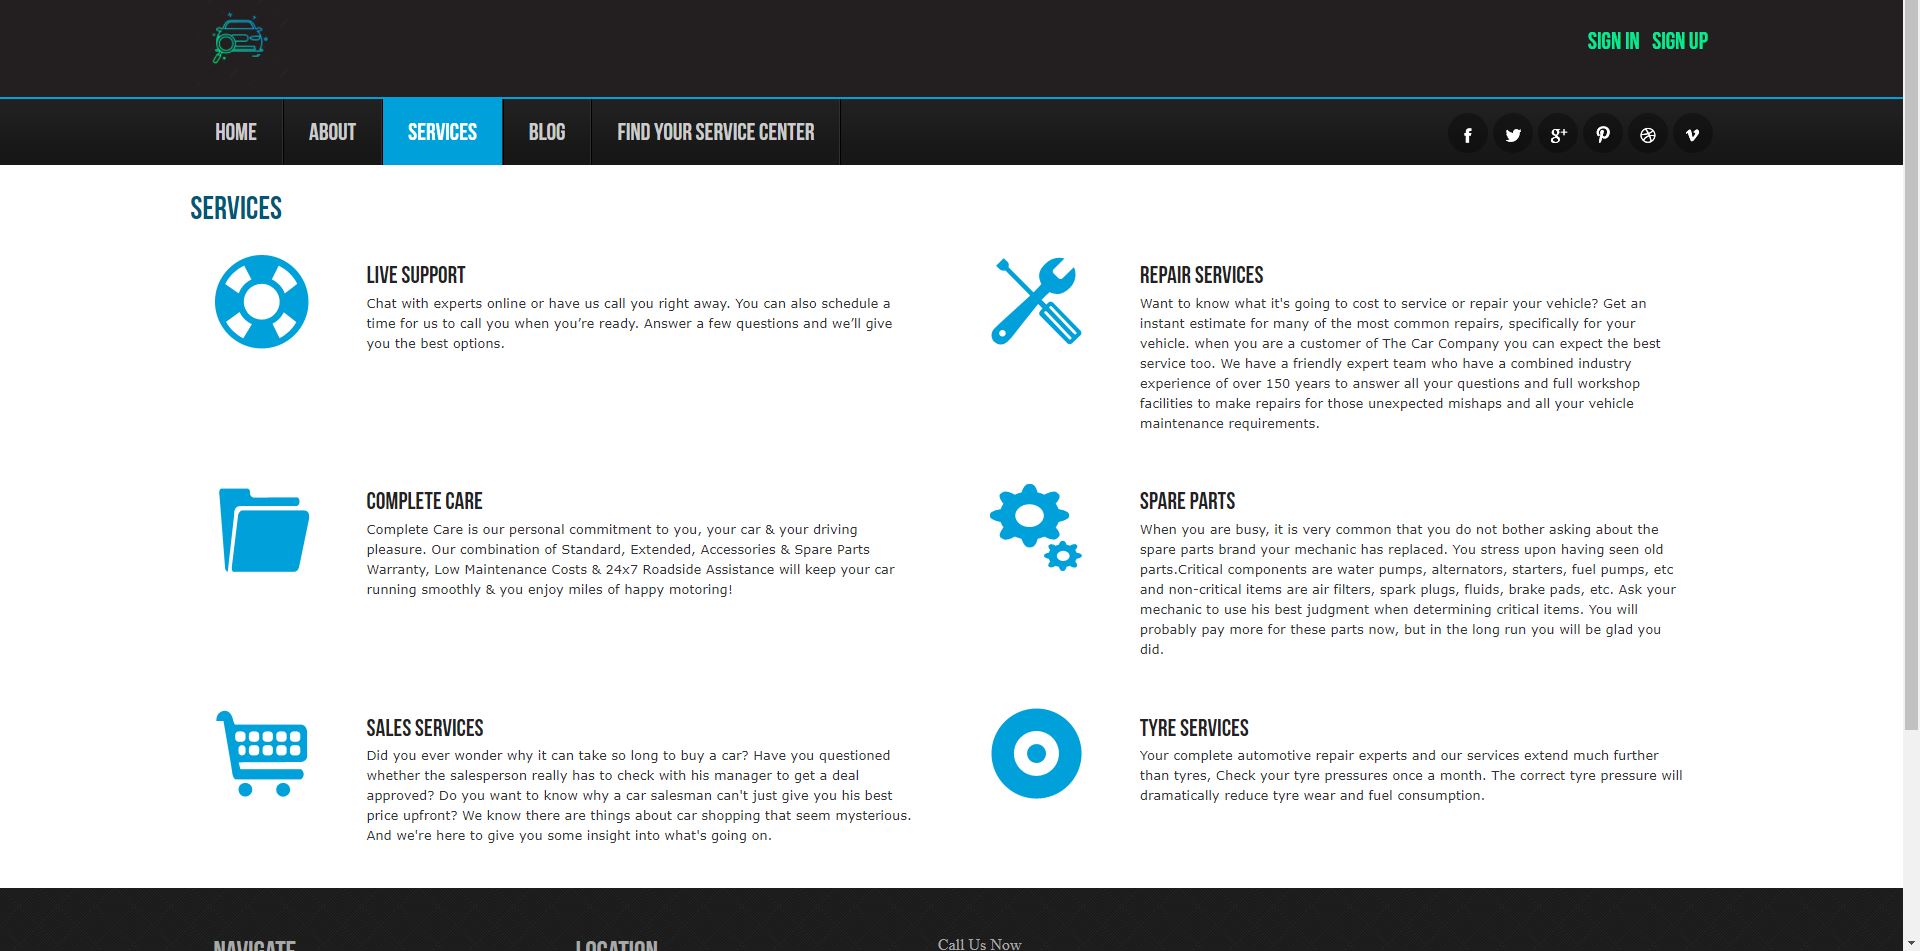 SIGN IN SIGN UP
HOME ABOUT SERVICES BLOG FIND YOUR SERVICE CENTER
SERVICES
LIVE SUPPORT
Chat with experts online or have us call you right away. You can also schedule a
time for us to call you when you’re ready. Answer a few questions and we’ll give
you the best options.
REPAIR SERVICES
Want to know what it's going to cost to service or repair your vehicle? Get an
instant estimate for many of the most common repairs, specifically for your
vehicle. when you are a customer of The Car Company you can expect the best
service too. We have a friendly expert team who have a combined industry
experience of over 150 years to answer all your questions and full workshop
facilities to make repairs for those unexpected mishaps and all your vehicle
maintenance requirements.
COMPLETE CARE
Complete Care is our personal commitment to you, your car & your driving
pleasure. Our combination of Standard, Extended, Accessories & Spare Parts
Warranty, Low Maintenance Costs & 24x7 Roadside Assistance will keep your car
running smoothly & you enjoy miles of happy motoring!
SPARE PARTS
When you are busy, it is very common that you do not bother asking about the
spare parts brand your mechanic has replaced. You stress upon having seen old
parts.Critical components are water pumps, alternators, starters, fuel pumps, etc
and non-critical items are air filters, spark plugs, fluids, brake pads, etc. Ask your
mechanic to use his best judgment when determining critical items. You will
probably pay more for these parts now, but in the long run you will be glad you
did.
SALES SERVICES
Did you ever wonder why it can take so long to buy a car? Have you questioned
whether the salesperson really has to check with his manager to get a deal
approved? Do you want to know why a car salesman can't just give you his best
price upfront? We know there are things about car shopping that seem mysterious.
And we're here to give you some insight into what's going on.
TYRE SERVICES
Your complete automotive repair experts and our services extend much further
than tyres, Check your tyre pressures once a month. The correct tyre pressure will
dramatically reduce tyre wear and fuel consumption.
NAVIGATE LOCATION Call Us Now